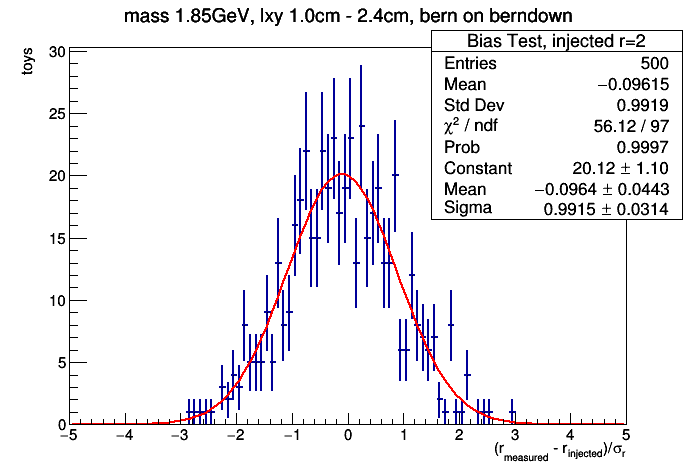 mass 1.85GeV, lxy 1.0cm - 2.4cm, bern on berndown
toys
30
25
20
15
10
5
0
Bias Test, injected r=2
Entries 500
Mean −0.09615
Std Dev 0.9919
χ² / ndf 56.12 / 97
Prob 0.9997
Constant 20.12 ± 1.10
Mean −0.0964 ± 0.0443
Sigma 0.9915 ± 0.0314
−5 −4 −3 −2 −1 0 1 2 3 4 5
(r_measured - r_injected)/σ_r